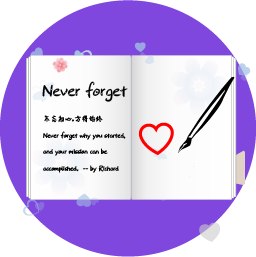 Never forget
不忘初心，方得始终
Never forget why you started,
and your mission can be
accomplished. -- by Richard